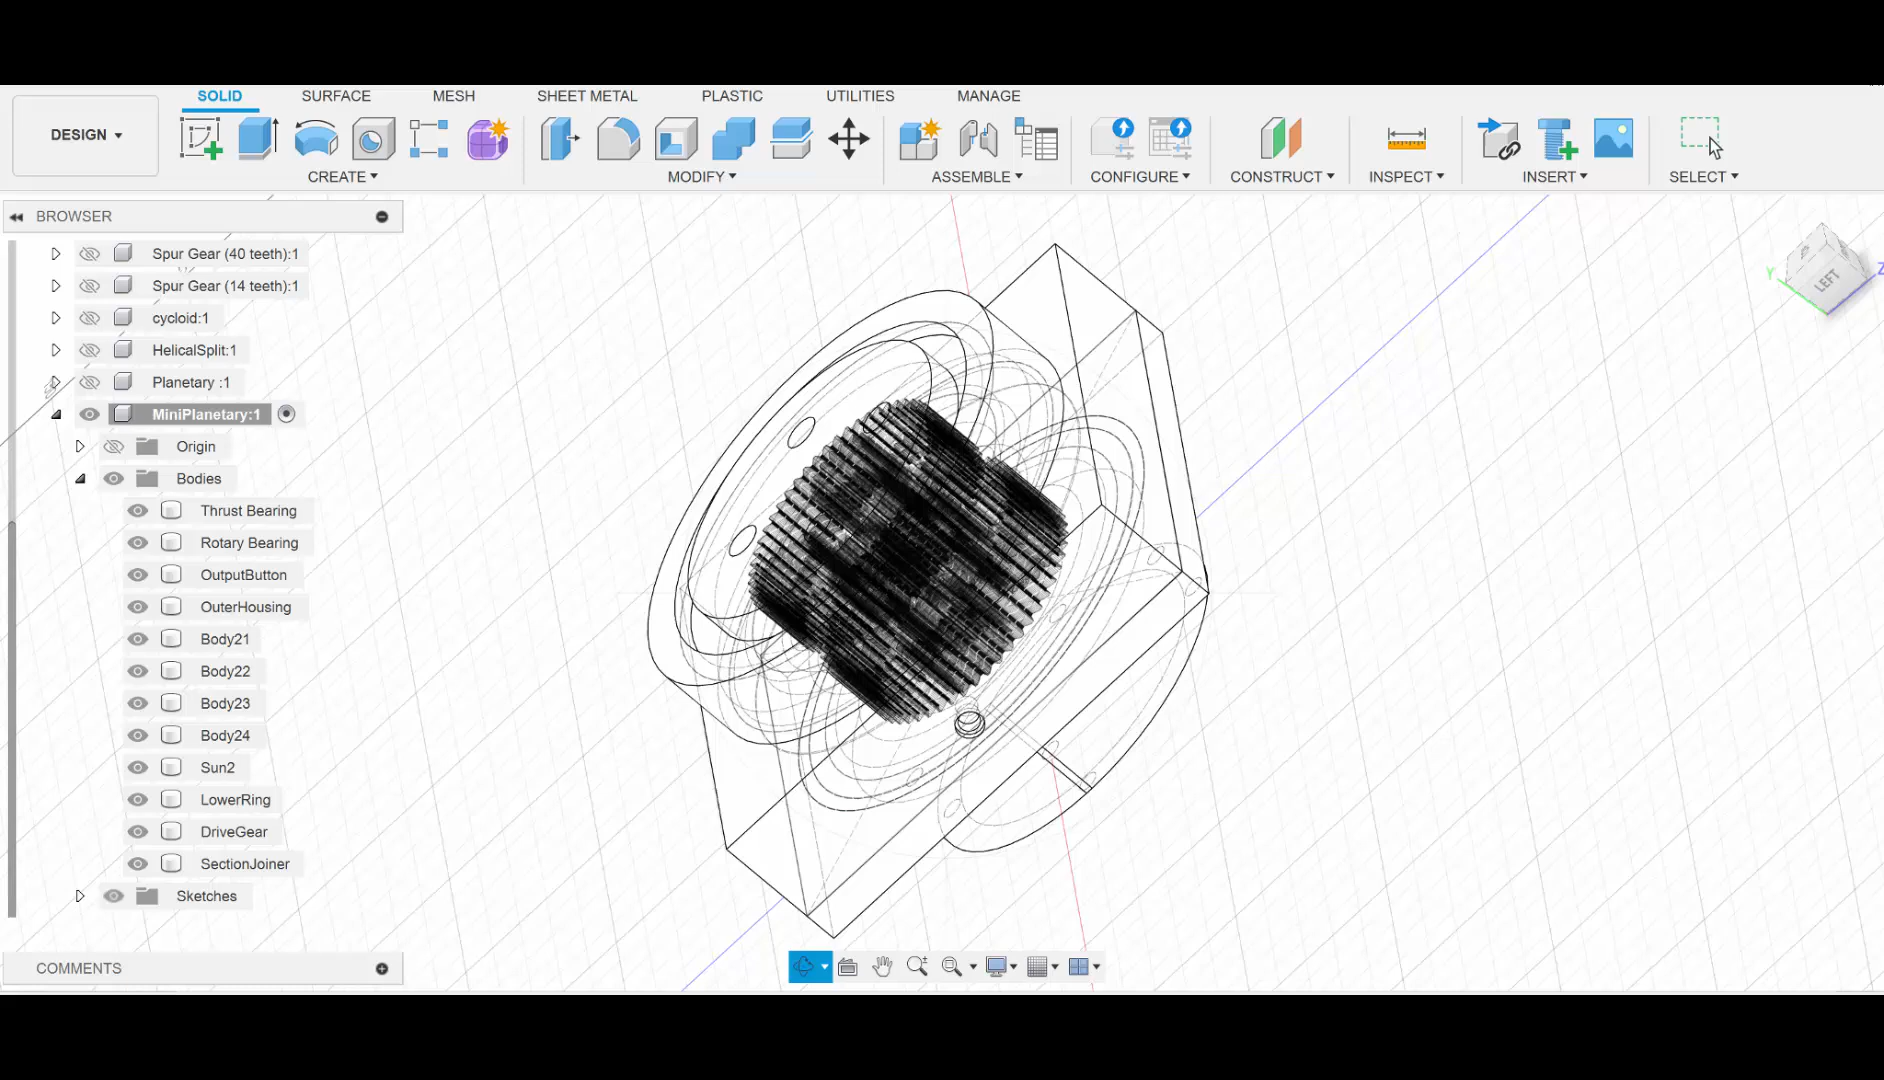 SOLID SURFACE MESH SHEET METAL PLASTIC UTILITIES MANAGE
DESIGN
CREATE MODIFY ASSEMBLE CONFIGURE CONSTRUCT INSPECT INSERT SELECT
BROWSER
Spur Gear (40 teeth):1
Spur Gear (14 teeth):1
cycloid:1
HelicalSplit:1
Planetary :1
MiniPlanetary:1
Origin
Bodies
Thrust Bearing
Rotary Bearing
OutputButton
OuterHousing
Body21
Body22
Body23
Body24
Sun2
LowerRing
DriveGear
SectionJoiner
Sketches
COMMENTS
Y
LEFT
Z